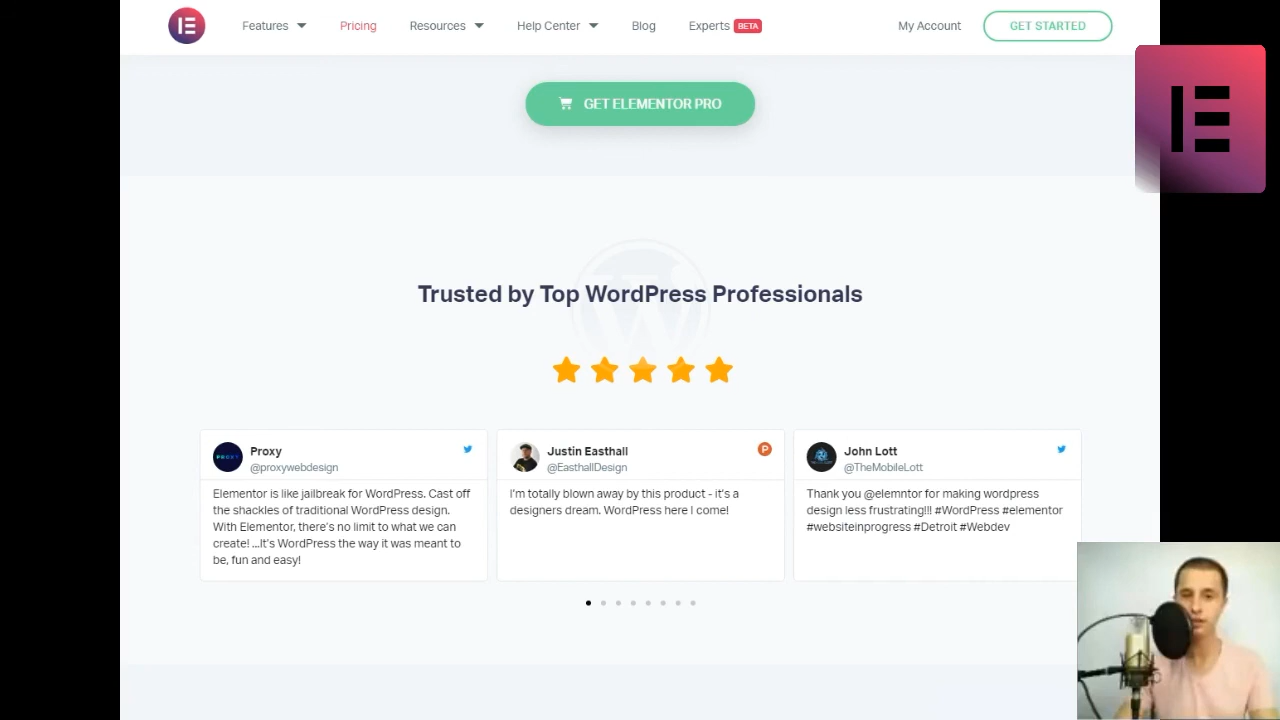 Features
Pricing
Resources
Help Center
Blog
Experts BETA
My Account
GET STARTED
GET ELEMENTOR PRO
Trusted by Top WordPress Professionals
Proxy
@proxywebdesign
Elementor is like jailbreak for WordPress. Cast off
the shackles of traditional WordPress design.
With Elementor, there's no limit to what we can
create! ...It's WordPress the way it was meant to
be, fun and easy!
Justin Easthall
@EasthallDesign
I'm totally blown away by this product - it's a
designers dream. WordPress here I come!
John Lott
@TheMobileLott
Thank you @elemntor for making wordpress
design less frustrating!!! #WordPress #elementor
#websiteinprogress #Detroit #Webdev
PROXY